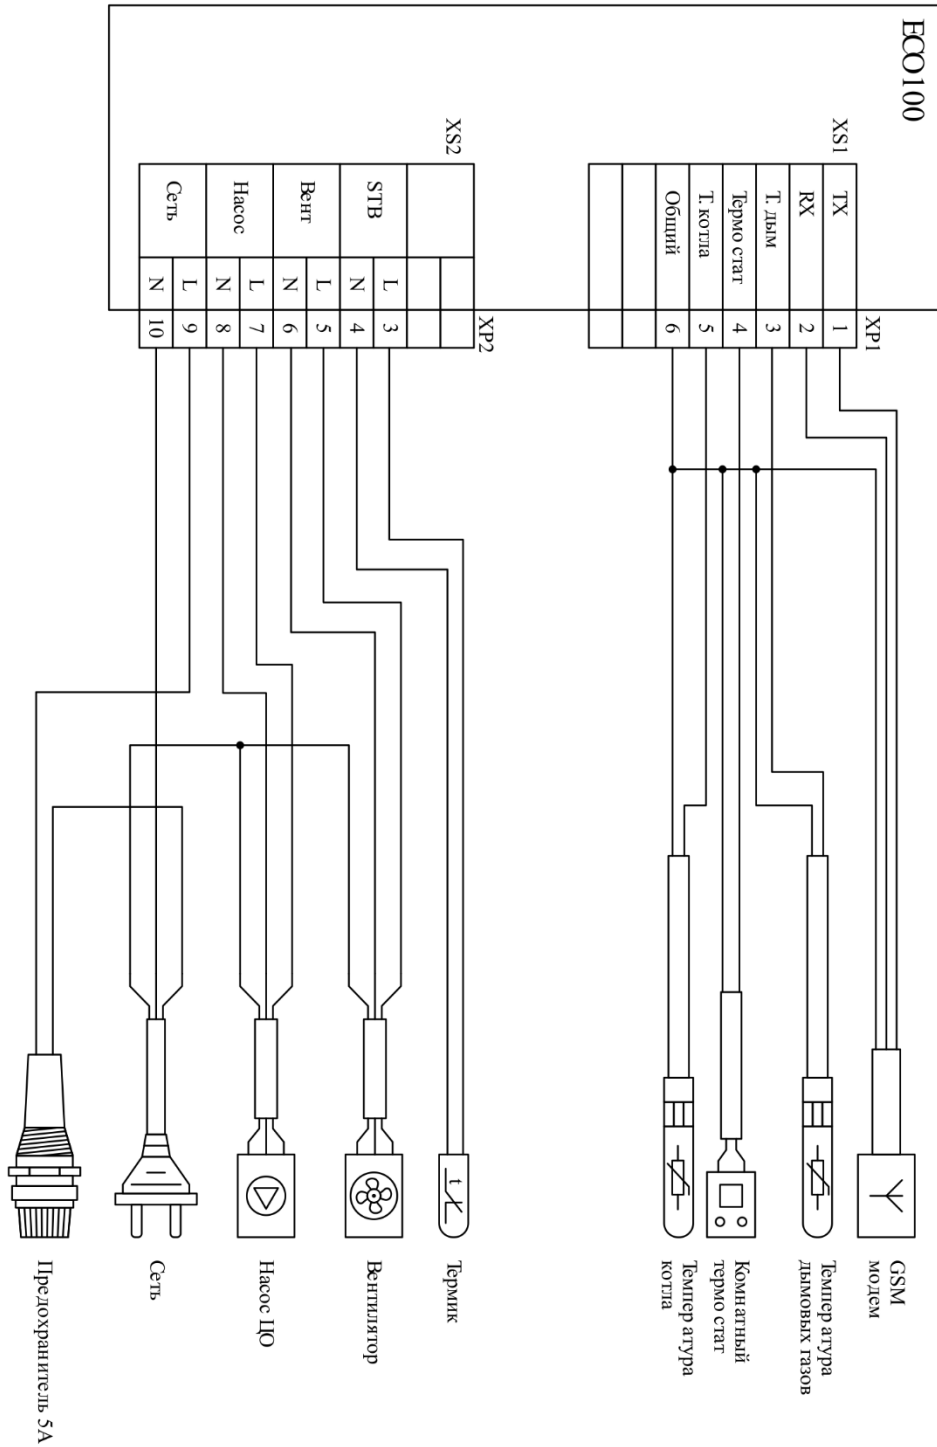 ECO100
XS1
XP1
TX 1
RX 2
Т. дым 3
Термо стат 4
Т. котла 5
Общий 6
GSM
модем
Темпер атура
дымовых газов
Комнатный
термо стат
Темпер атура
котла
XS2
XP2
STB
L 3
N 4
Вент
L 5
N 6
Насос
L 7
N 8
Сеть
L 9
N 10
t
Термик
Вентилятор
Насос ЦО
Сеть
Предохранитель 5А